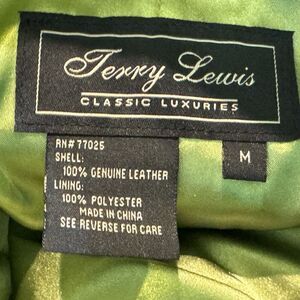 Terry Lewis
CLASSIC LUXURIES
RN# 77025
SHELL:
100% GENUINE LEATHER
LINING:
100% POLYESTER
MADE IN CHINA
SEE REVERSE FOR CARE
M